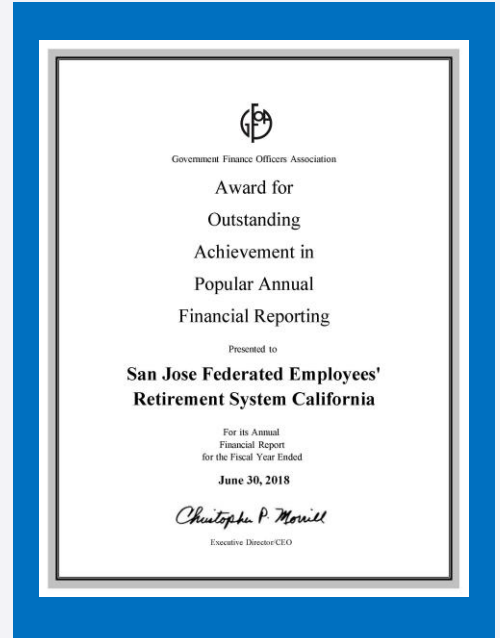 GFOA
Government Finance Officers Association
Award for
Outstanding
Achievement in
Popular Annual
Financial Reporting
Presented to
San Jose Federated Employees'
Retirement System California
For its Annual
Financial Report
for the Fiscal Year Ended
June 30, 2018
Christopher P. Morrill
Executive Director/CEO